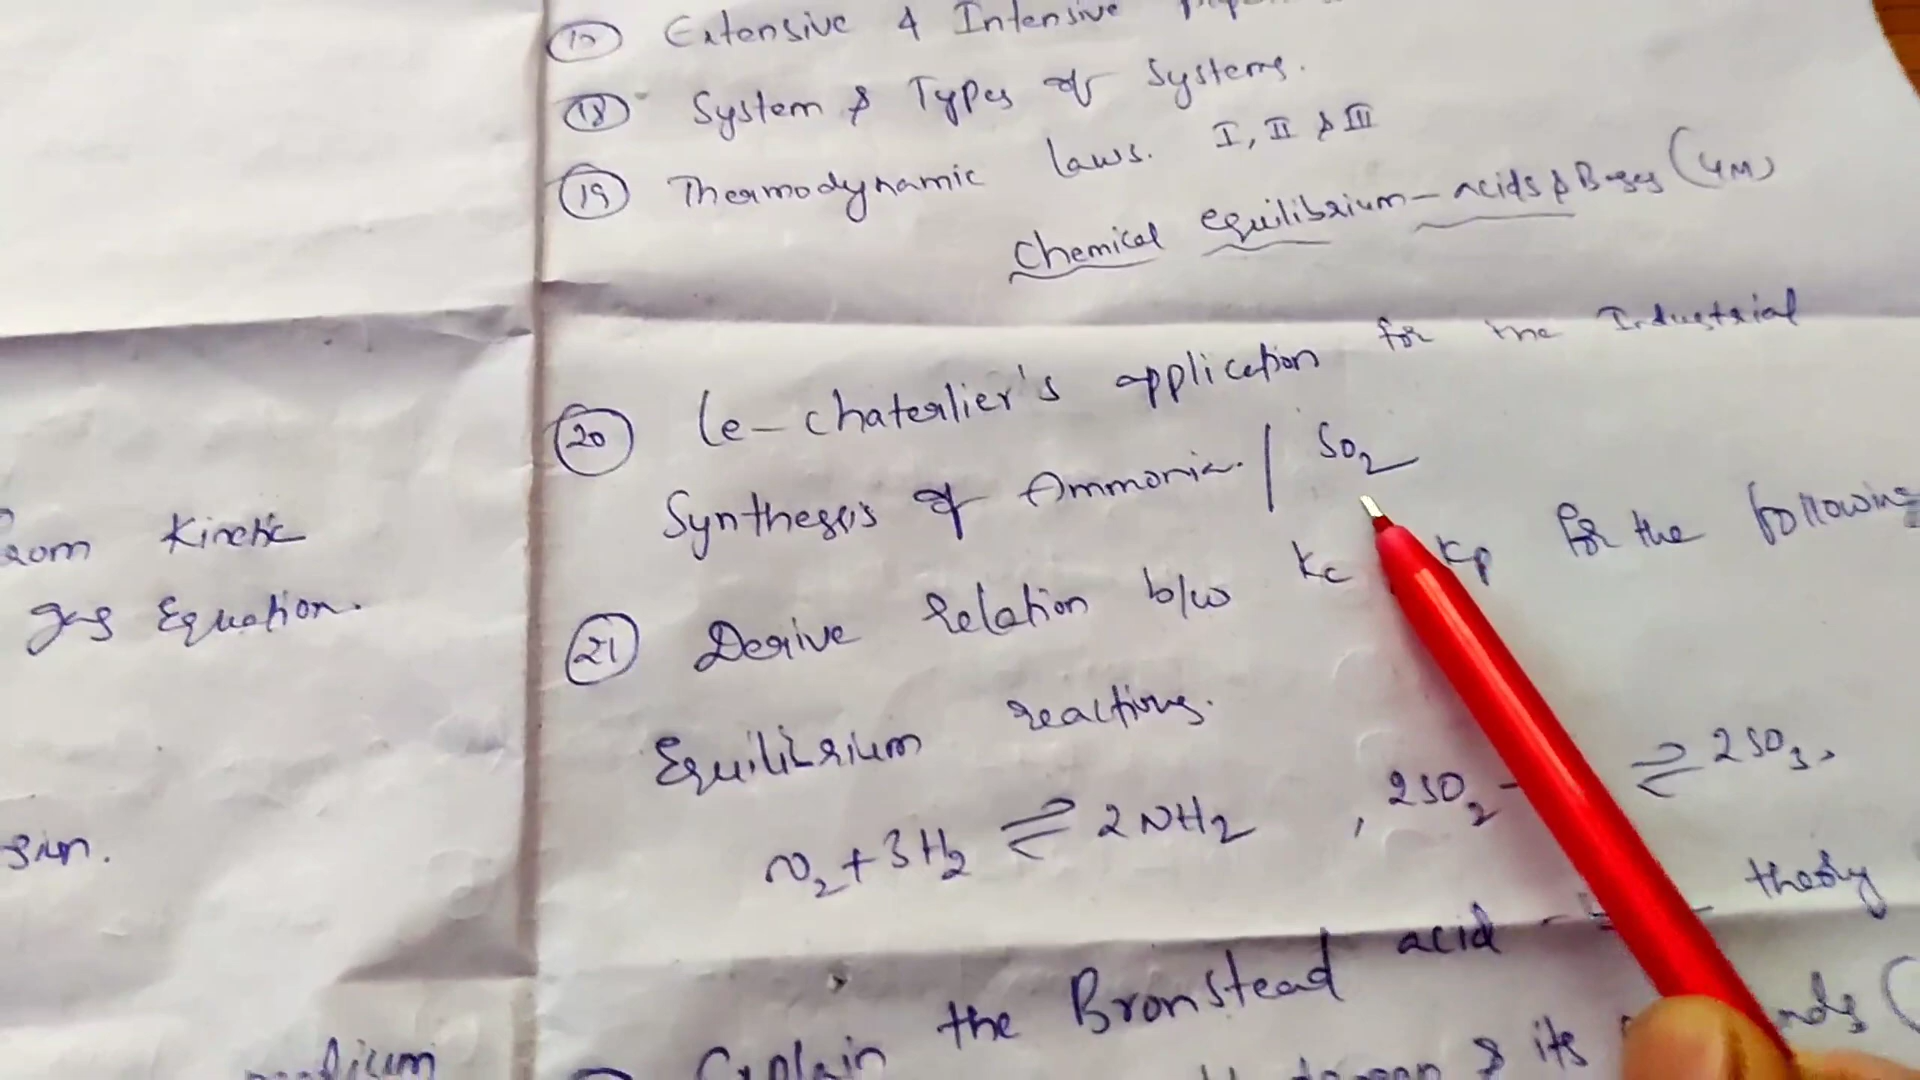 from Kinetic
gas Equation.
⑰ Extensive & Intensive
⑱ System & Types of Systems.
⑲ Thermodynamic laws. I, II & III
Chemical equilibrium - acids & Bases (4M)
⑳ Le-chaterlier's application for the Industrial
Synthesis of Ammonia. / SO2
㉑ Derive relation b/w Kc Kp for the following
Equilibrium reactions.
N2 + 3H2 ⇌ 2NH2 , 2SO2 ⇌ 2SO3.
Explain the Bronstead acid theory
& its